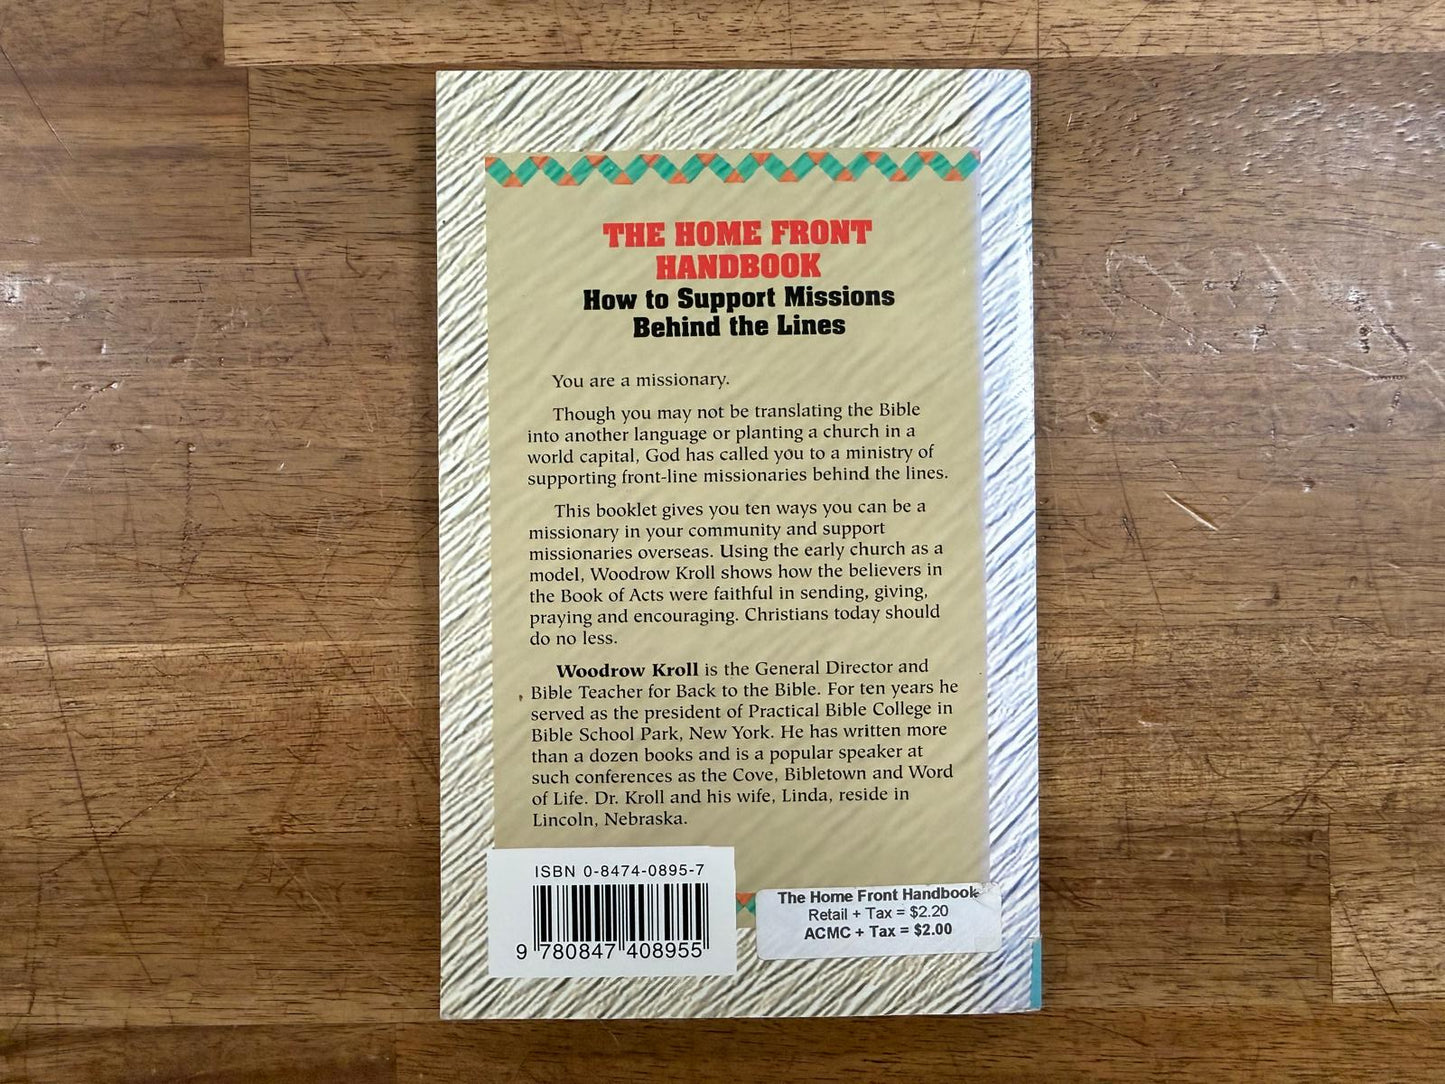 THE HOME FRONT
HANDBOOK
How to Support Missions
Behind the Lines
You are a missionary.
Though you may not be translating the Bible
into another language or planting a church in a
world capital, God has called you to a ministry of
supporting front-line missionaries behind the lines.
This booklet gives you ten ways you can be a
missionary in your community and support
missionaries overseas. Using the early church as a
model, Woodrow Kroll shows how the believers in
the Book of Acts were faithful in sending, giving,
praying and encouraging. Christians today should
do no less.
Woodrow Kroll is the General Director and
Bible Teacher for Back to the Bible. For ten years he
served as the president of Practical Bible College in
Bible School Park, New York. He has written more
than a dozen books and is a popular speaker at
such conferences as the Cove, Bibletown and Word
of Life. Dr. Kroll and his wife, Linda, reside in
Lincoln, Nebraska.
ISBN 0-8474-0895-7
9 780847 408955
The Home Front Handbook
Retail + Tax = $2.20
ACMC + Tax = $2.00